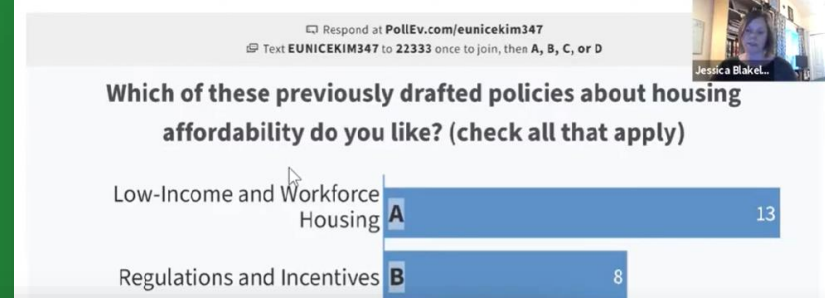 Respond at PollEv.com/eunicekim347
Text EUNICEKIM347 to 22333 once to join, then A, B, C, or D
Jessica Blakel...
Which of these previously drafted policies about housing
affordability do you like? (check all that apply)
Low-Income and Workforce
Housing A 13
Regulations and Incentives B 8